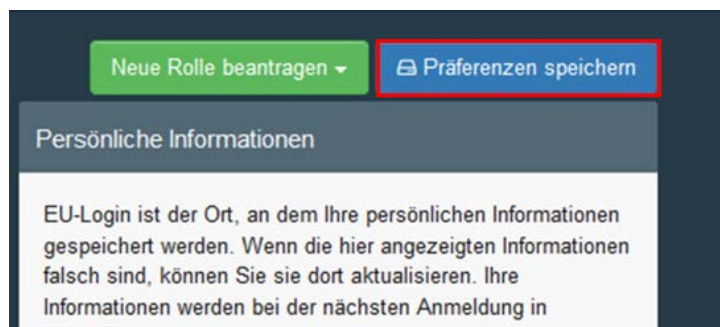 Neue Rolle beantragen
Präferenzen speichern
Persönliche Informationen
EU-Login ist der Ort, an dem Ihre persönlichen Informationen
gespeichert werden. Wenn die hier angezeigten Informationen
falsch sind, können Sie sie dort aktualisieren. Ihre
Informationen werden bei der nächsten Anmeldung in